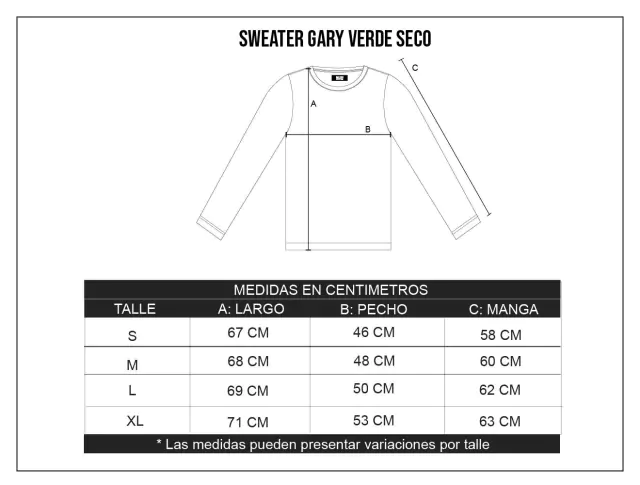 SWEATER GARY VERDE SECO
C
A
B
MEDIDAS EN CENTIMETROS
TALLE A: LARGO B: PECHO C: MANGA
S 67 CM 46 CM 58 CM
M 68 CM 48 CM 60 CM
L 69 CM 50 CM 62 CM
XL 71 CM 53 CM 63 CM
* Las medidas pueden presentar variaciones por talle